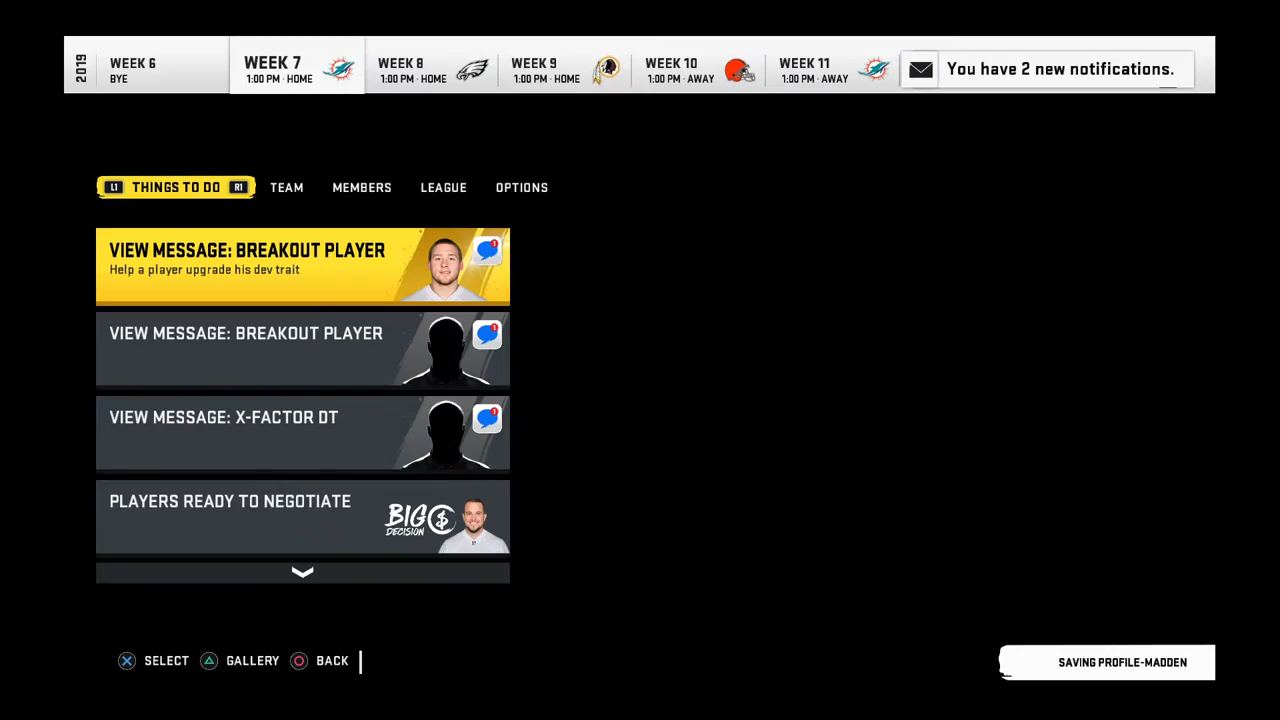 2019
WEEK 6
BYE
WEEK 7
1:00 PM · HOME
WEEK 8
1:00 PM · HOME
WEEK 9
1:00 PM · HOME
WEEK 10
1:00 PM · AWAY
WEEK 11
1:00 PM · AWAY
You have 2 new notifications.
L1 THINGS TO DO R1 TEAM MEMBERS LEAGUE OPTIONS
VIEW MESSAGE: BREAKOUT PLAYER
Help a player upgrade his dev trait
VIEW MESSAGE: BREAKOUT PLAYER
VIEW MESSAGE: X-FACTOR DT
PLAYERS READY TO NEGOTIATE
BIG
DECISION
SELECT GALLERY BACK
SAVING PROFILE-MADDEN